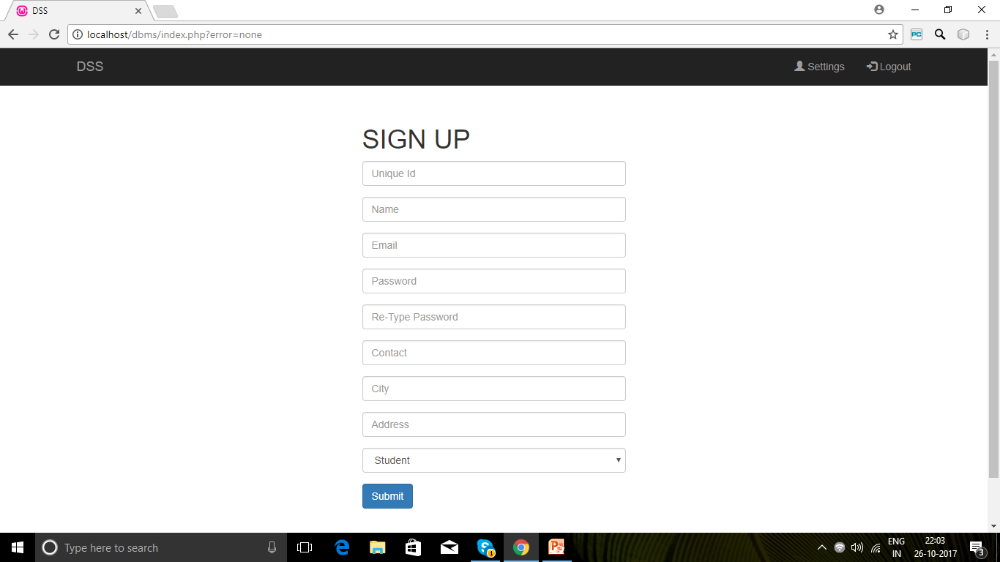 DSS
localhost/dbms/index.php?error=none
PC
DSS
Settings
Logout
SIGN UP
Unique Id
Name
Email
Password
Re-Type Password
Contact
City
Address
Student
Submit
Type here to search
1
ENG
IN
22:03
26-10-2017
3